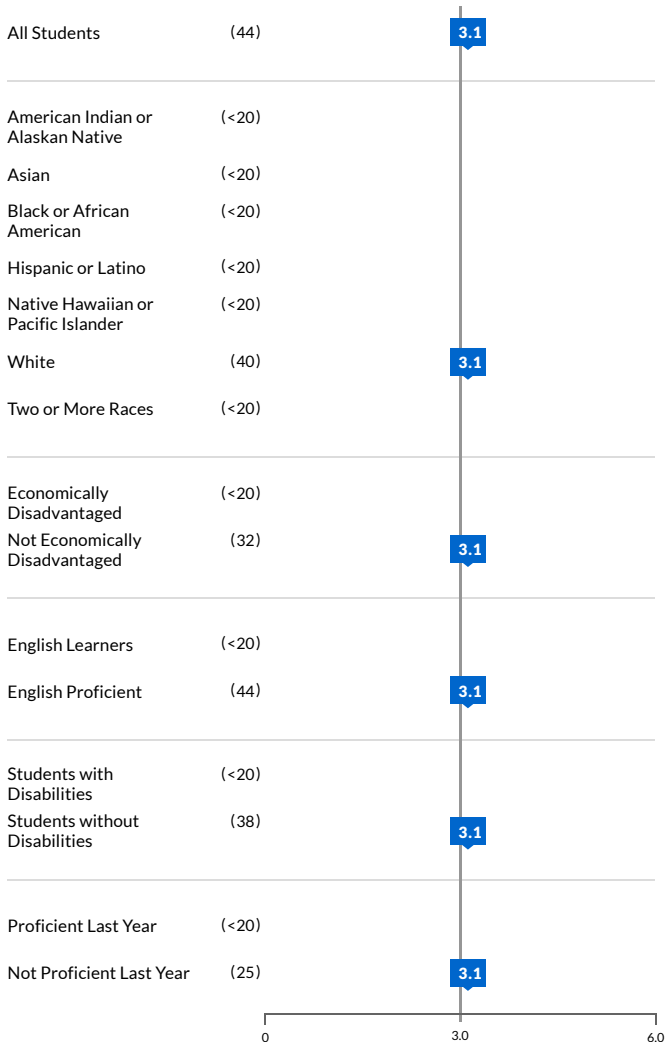 All Students (44) 3.1
American Indian or (<20)
Alaskan Native
Asian (<20)
Black or African (<20)
American
Hispanic or Latino (<20)
Native Hawaiian or (<20)
Pacific Islander
White (40) 3.1
Two or More Races (<20)
Economically (<20)
Disadvantaged
Not Economically (32) 3.1
Disadvantaged
English Learners (<20)
English Proficient (44) 3.1
Students with (<20)
Disabilities
Students without (38) 3.1
Disabilities
Proficient Last Year (<20)
Not Proficient Last Year (25) 3.1
0 3.0 6.0